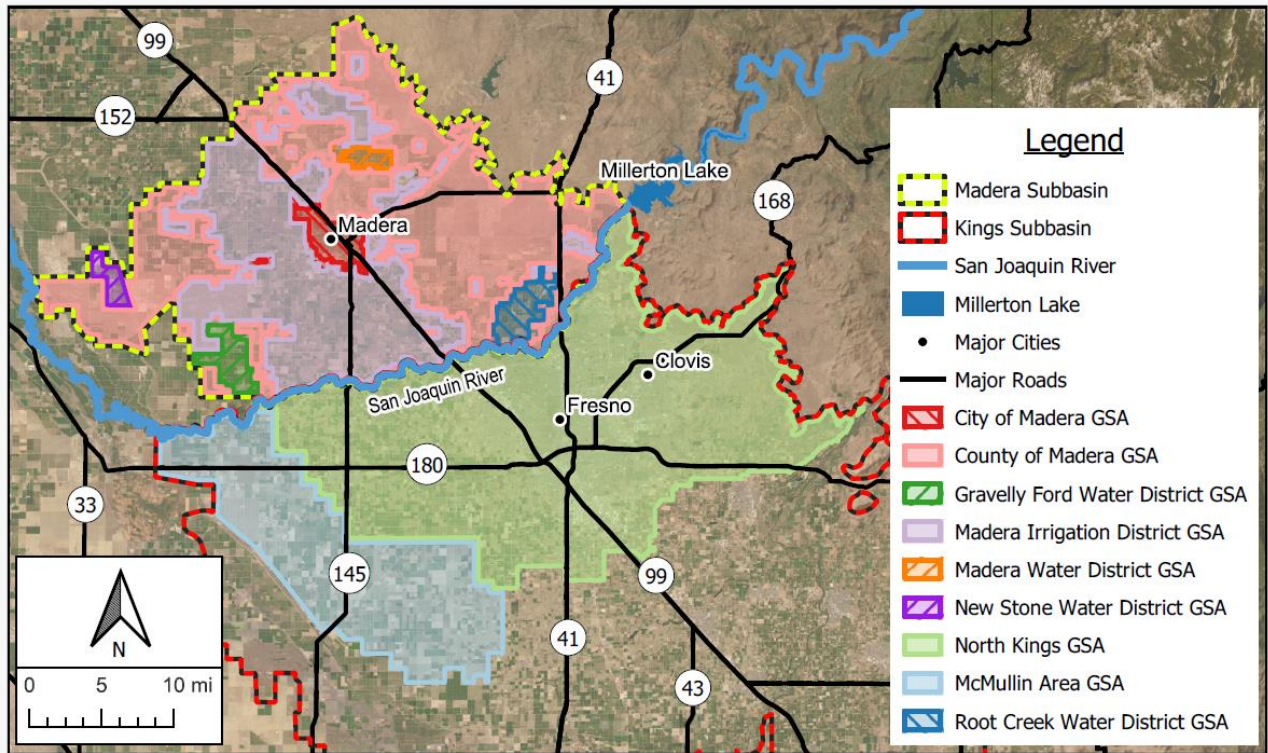 99
41
152
Millerton Lake
168
Madera
San Joaquin River
Clovis
Fresno
180
33
145
99
41
43
N
0 5 10 mi
Legend
Madera Subbasin
Kings Subbasin
San Joaquin River
Millerton Lake
Major Cities
Major Roads
City of Madera GSA
County of Madera GSA
Gravelly Ford Water District GSA
Madera Irrigation District GSA
Madera Water District GSA
New Stone Water District GSA
North Kings GSA
McMullin Area GSA
Root Creek Water District GSA